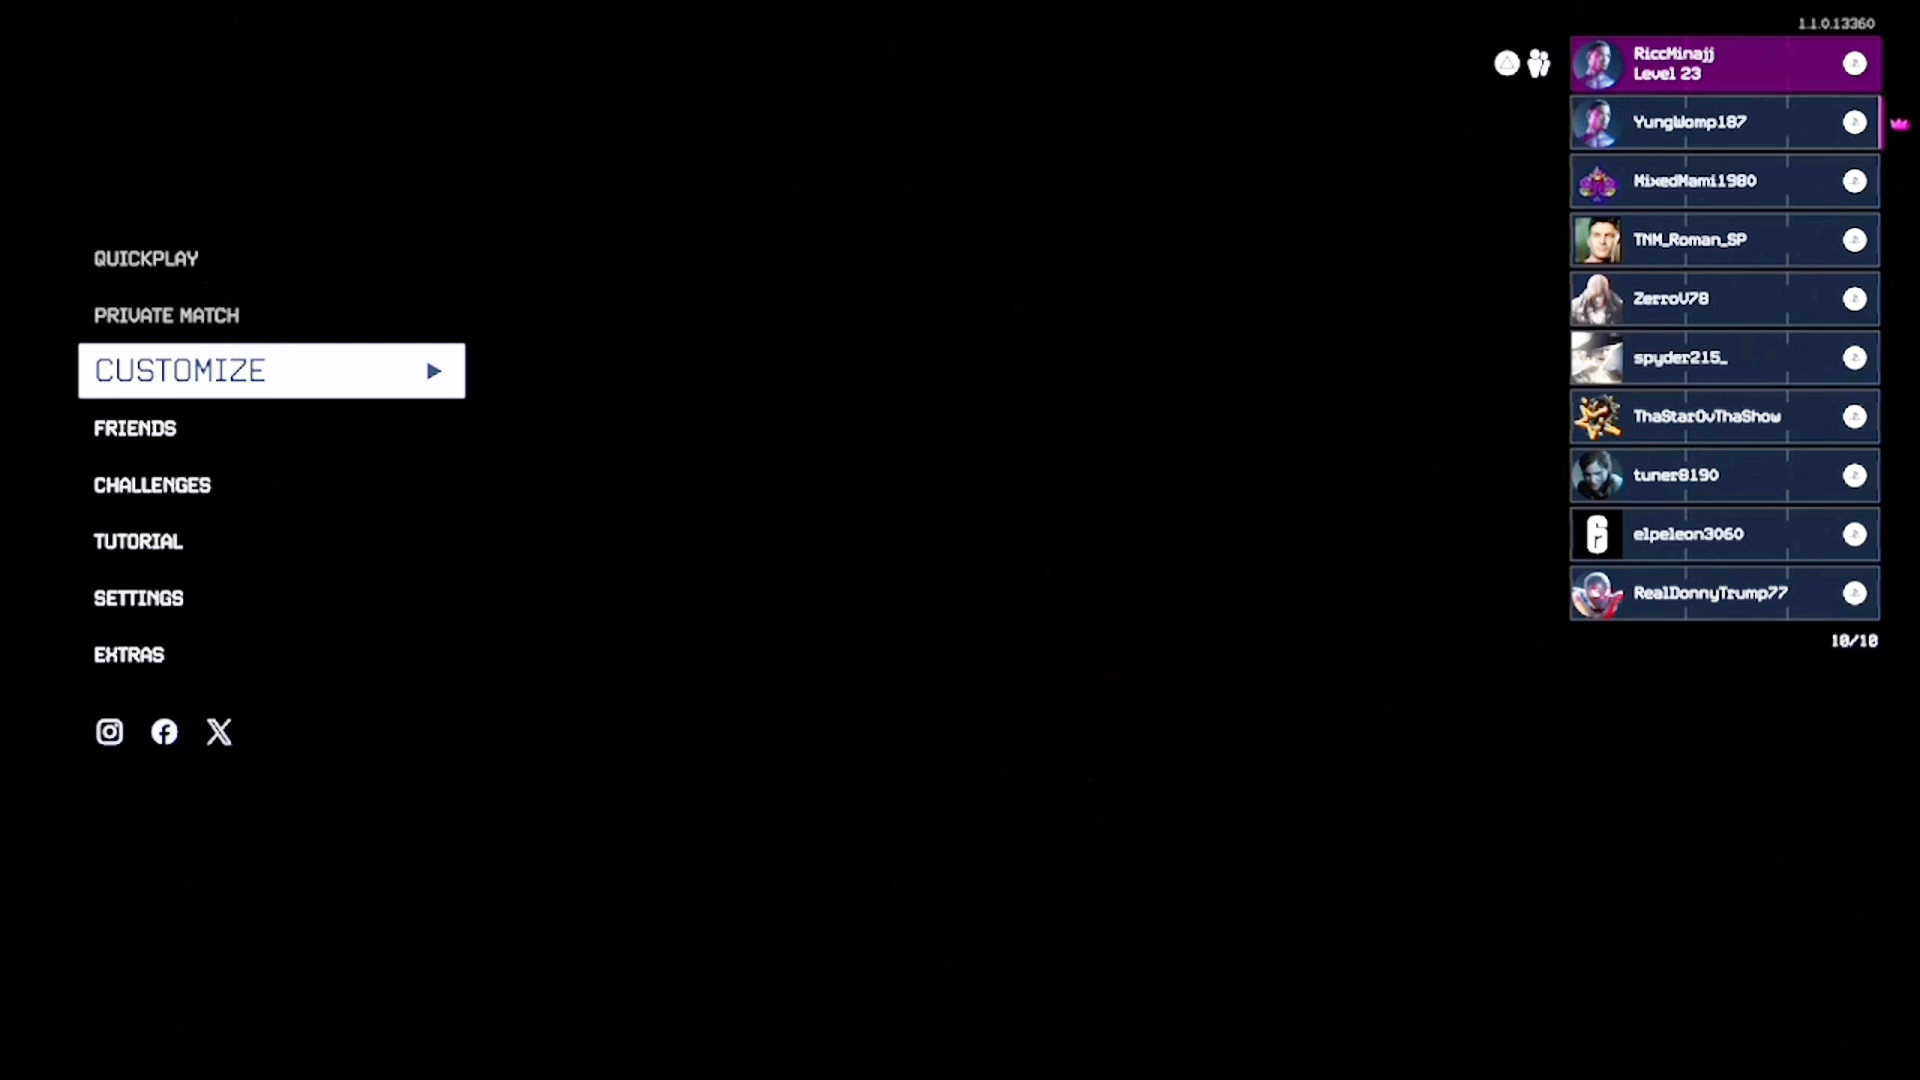 1.1.0.13360
RiccMinajj
Level 23
YungWomp187
MixedMami1980
TNM_Roman_SP
QUICKPLAY
ZerroV78
PRIVATE MATCH
spyder215_
CUSTOMIZE
ThaStarOvThaShow
FRIENDS
tuner8190
CHALLENGES
elpeleon3060
TUTORIAL
RealDonnyTrump77
SETTINGS
10/10
EXTRAS